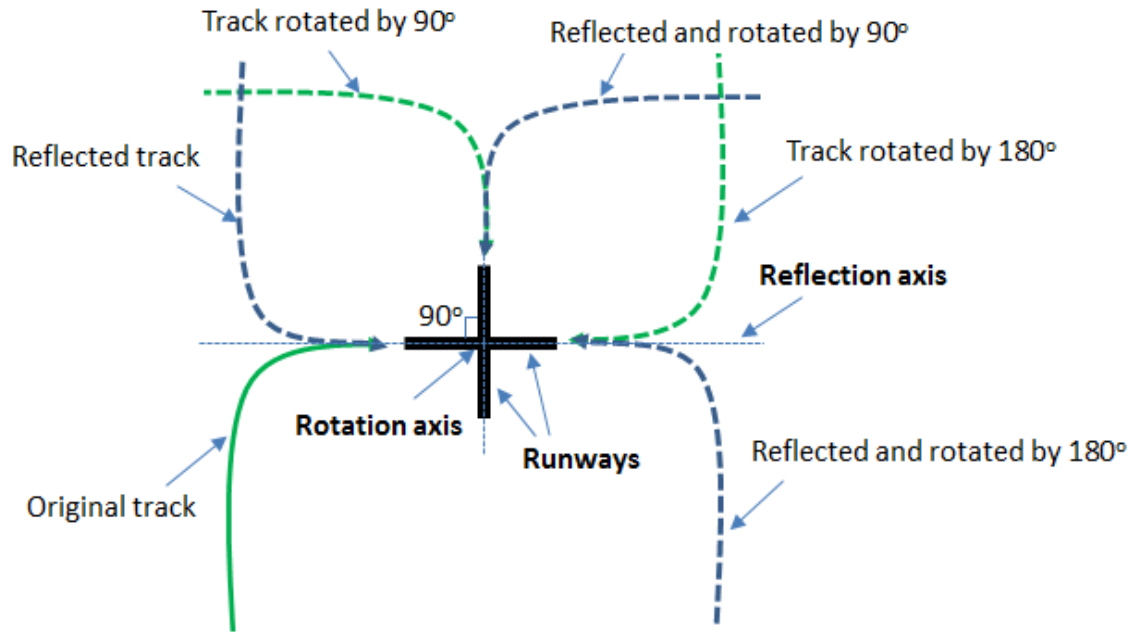 Track rotated by 90°
Reflected and rotated by 90°
Reflected track
Track rotated by 180°
Reflection axis
90°
Rotation axis
Runways
Reflected and rotated by 180°
Original track